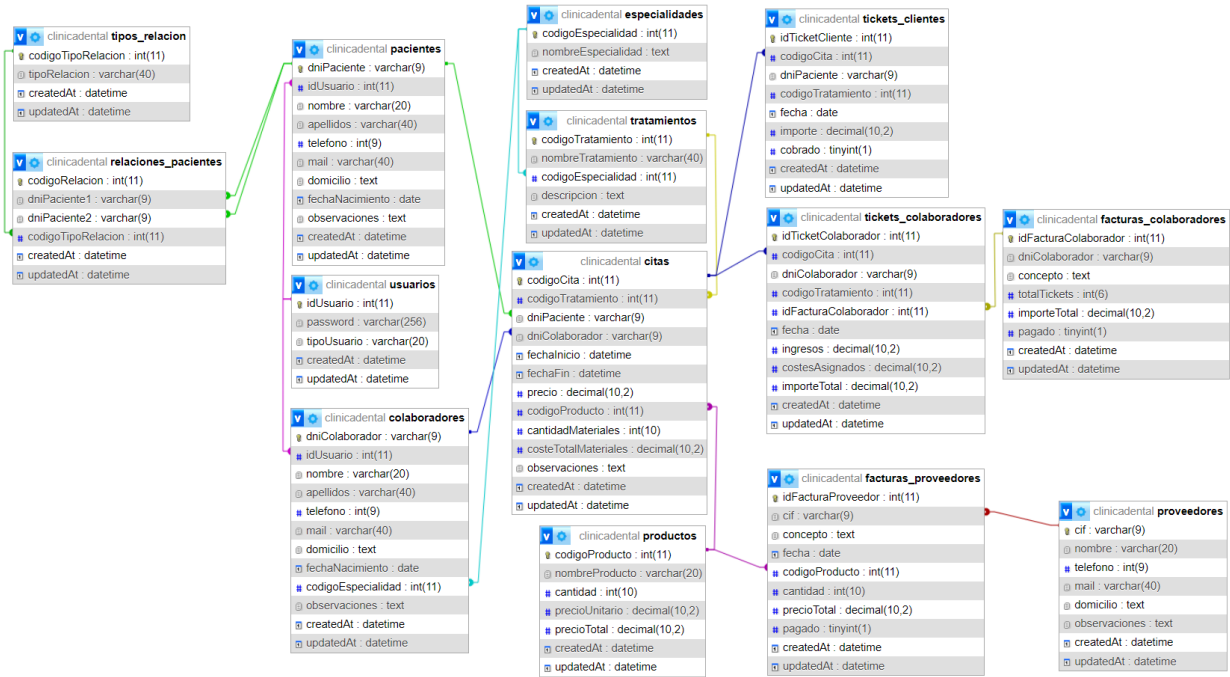 clinicadental tipos_relacion
codigoTipoRelacion : int(11)
tipoRelacion : varchar(40)
createdAt : datetime
updatedAt : datetime
clinicadental relaciones_pacientes
codigoRelacion : int(11)
dniPaciente1 : varchar(9)
dniPaciente2 : varchar(9)
codigoTipoRelacion : int(11)
createdAt : datetime
updatedAt : datetime
clinicadental pacientes
dniPaciente : varchar(9)
idUsuario : int(11)
nombre : varchar(20)
apellidos : varchar(40)
telefono : int(9)
mail : varchar(40)
domicilio : text
fechaNacimiento : date
observaciones : text
createdAt : datetime
updatedAt : datetime
clinicadental usuarios
idUsuario : int(11)
password : varchar(256)
tipoUsuario : varchar(20)
createdAt : datetime
updatedAt : datetime
clinicadental colaboradores
dniColaborador : varchar(9)
idUsuario : int(11)
nombre : varchar(20)
apellidos : varchar(40)
telefono : int(9)
mail : varchar(40)
domicilio : text
fechaNacimiento : date
codigoEspecialidad : int(11)
observaciones : text
createdAt : datetime
updatedAt : datetime
clinicadental especialidades
codigoEspecialidad : int(11)
nombreEspecialidad : text
createdAt : datetime
updatedAt : datetime
clinicadental tratamientos
codigoTratamiento : int(11)
nombreTratamiento : varchar(40)
codigoEspecialidad : int(11)
descripcion : text
createdAt : datetime
updatedAt : datetime
clinicadental citas
codigoCita : int(11)
codigoTratamiento : int(11)
dniPaciente : varchar(9)
dniColaborador : varchar(9)
fechaInicio : datetime
fechaFin : datetime
precio : decimal(10,2)
codigoProducto : int(11)
cantidadMateriales : int(10)
costeTotalMateriales : decimal(10,2)
observaciones : text
createdAt : datetime
updatedAt : datetime
clinicadental productos
codigoProducto : int(11)
nombreProducto : varchar(20)
cantidad : int(10)
precioUnitario : decimal(10,2)
precioTotal : decimal(10,2)
createdAt : datetime
updatedAt : datetime
clinicadental tickets_clientes
idTicketCliente : int(11)
codigoCita : int(11)
dniPaciente : varchar(9)
codigoTratamiento : int(11)
fecha : date
importe : decimal(10,2)
cobrado : tinyint(1)
createdAt : datetime
updatedAt : datetime
clinicadental tickets_colaboradores
idTicketColaborador : int(11)
codigoCita : int(11)
dniColaborador : varchar(9)
codigoTratamiento : int(11)
idFacturaColaborador : int(11)
fecha : date
ingresos : decimal(10,2)
costesAsignados : decimal(10,2)
importeTotal : decimal(10,2)
createdAt : datetime
updatedAt : datetime
clinicadental facturas_colaboradores
idFacturaColaborador : int(11)
dniColaborador : varchar(9)
concepto : text
totalTickets : int(6)
importeTotal : decimal(10,2)
pagado : tinyint(1)
createdAt : datetime
updatedAt : datetime
clinicadental facturas_proveedores
idFacturaProveedor : int(11)
cif : varchar(9)
concepto : text
fecha : date
codigoProducto : int(11)
cantidad : int(10)
precioTotal : decimal(10,2)
pagado : tinyint(1)
createdAt : datetime
updatedAt : datetime
clinicadental proveedores
cif : varchar(9)
nombre : varchar(20)
telefono : int(9)
mail : varchar(40)
domicilio : text
observaciones : text
createdAt : datetime
updatedAt : datetime